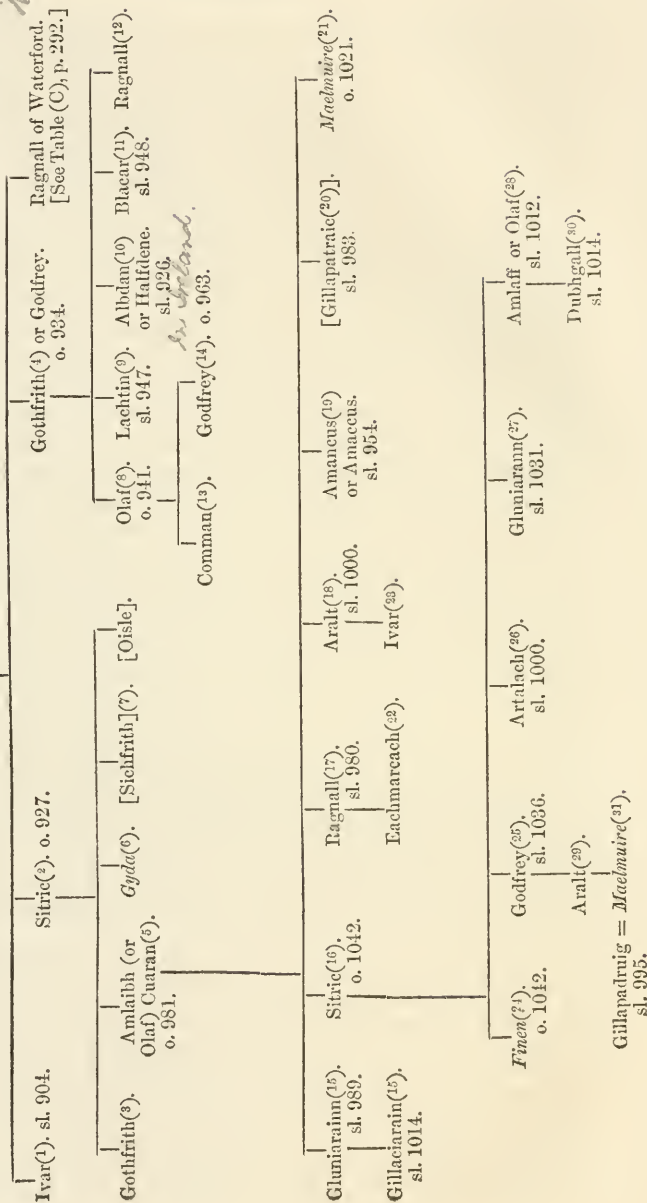 Ivar(1). sl. 904.
Sitric(2). o. 927.
Gothfrith(4) or Godfrey.
o. 934.
Ragnall of Waterford.
[See Table (C), p. 292.]
Gothfrith(3).
Amlaibh (or
Olaf) Cuaran(5).
o. 981.
Gyda(6).
[Sichfrith](7).
[Oisle].
Olaf(8).
o. 941.
Lachtin(9).
sl. 947.
Albdan(10)
or Halfdene.
sl. 926.
in Ireland.
Blacar(11).
sl. 948.
Ragnall(12).
Comman(13).
Godfrey(14). o. 963.
Gluniarainn(15).
sl. 989.
Sitric(16).
o. 1042.
Ragnall(17).
sl. 980.
Aralt(18).
sl. 1000.
Amancus(19)
or Amaccus.
sl. 954.
[Gillapatraic(20)].
sl. 983.
Maelmuire(21).
o. 1021.
Gillaciarain(15).
sl. 1014.
Eachmarcach(22).
Ivar(23).
Finen(24).
o. 1042.
Godfrey(25).
sl. 1036.
Artalach(26).
sl. 1000.
Gluniarann(27).
sl. 1031.
Amlaff or Olaf(28).
sl. 1012.
Aralt(29).
Dubhgall(30).
sl. 1014.
Gillapadruig = Maelmuire(31).
sl. 995.